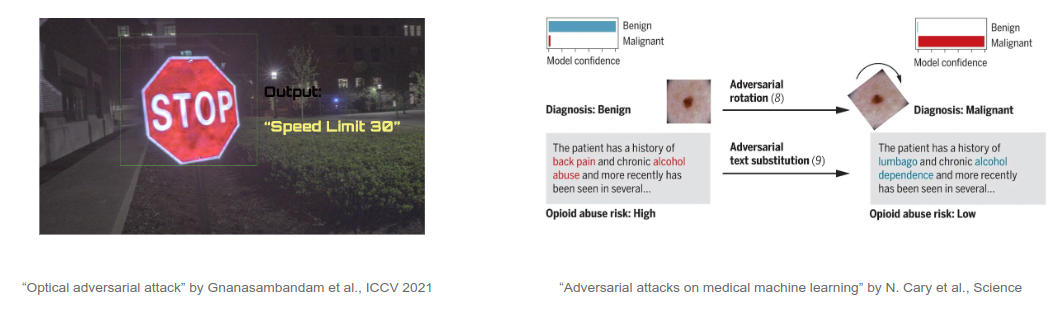 STOP
Output:
"Speed Limit 30"
"Optical adversarial attack" by Gnanasambandam et al., ICCV 2021
Benign
Malignant
Model confidence
Diagnosis: Benign
Adversarial
rotation (8)
Benign
Malignant
Model confidence
Diagnosis: Malignant
The patient has a history of
back pain and chronic alcohol
abuse and more recently has
been seen in several...
Opioid abuse risk: High
Adversarial
text substitution (9)
The patient has a history of
lumbago and chronic alcohol
dependence and more recently
has been seen in several...
Opioid abuse risk: Low
"Adversarial attacks on medical machine learning" by N. Cary et al., Science